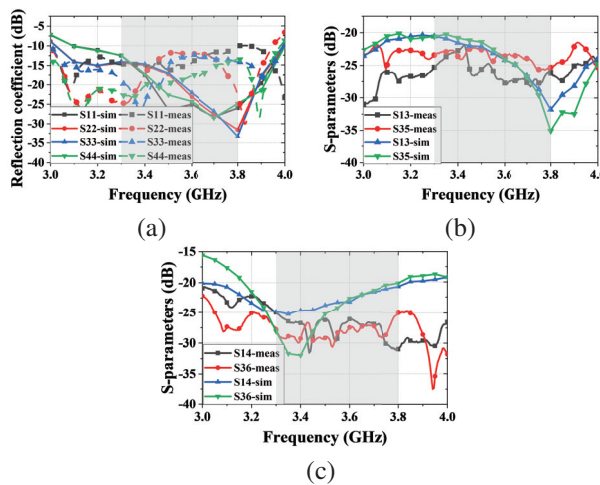 Reflection coefficient (dB)
-5
-10
-15
-20
-25
-30
-35
-40
S11-sim S11-meas
S22-sim S22-meas
S33-sim S33-meas
S44-sim S44-meas
3.0 3.2 3.4 3.6 3.8 4.0
Frequency (GHz)
(a)
S-parameters (dB)
-15
-20
-25
-30
-35
-40
S13-meas
S35-meas
S13-sim
S35-sim
3.0 3.2 3.4 3.6 3.8 4.0
Frequency (GHz)
(b)
S-parameters (dB)
-15
-20
-25
-30
-35
-40
S14-meas
S36-meas
S14-sim
S36-sim
3.0 3.2 3.4 3.6 3.8 4.0
Frequency (GHz)
(c)